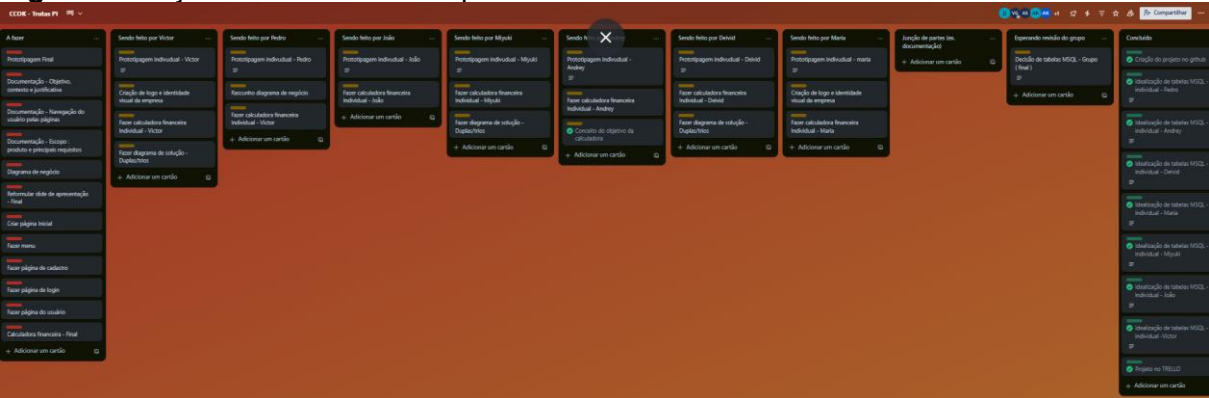 CCOK - Trutas PI
+1
Compartilhar
A fazer
Prototipagem Final
Documentação - Objetivo,
contexto e justificativa
Documentação - Navegação do
usuário pelas páginas
Documentação - Escopo :
produto e principais requisitos
Diagrama de negócio
Reformular slide de apresentação
- Final
Criar página Inicial
Fazer menu
Fazer página de cadastro
Fazer página de login
Fazer página do usuário
Calculadora financeira - Final
+ Adicionar um cartão
Sendo feito por Victor
Prototipagem indivudual - Victor
Criação de logo e identidade
visual da empresa
Fazer calculadora financeira
Individual - Victor
Fazer diagrama de solução -
Duplas/trios
+ Adicionar um cartão
Sendo feito por Pedro
Prototipagem indivudual - Pedro
Rascunho diagrama de negócio
Fazer calculadora financeira
Individual - Victor
+ Adicionar um cartão
Sendo feito por João
Prototipagem indivudual - João
Fazer calculadora financeira
Individual - João
+ Adicionar um cartão
Sendo feito por Miyuki
Prototipagem indivudual - Miyuki
Fazer calculadora financeira
Individual - Miyuki
Fazer diagrama de solução -
Duplas/trios
+ Adicionar um cartão
Sendo
Prototipagem indivudual -
Andrey
Fazer calculadora financeira
Individual - Andrey
Conceito do objetivo da
calculadora
+ Adicionar um cartão
Sendo feito por Deivid
Prototipagem indivudual - Deivid
Fazer calculadora financeira
Individual - Deivid
Fazer diagrama de solução -
Duplas/trios
+ Adicionar um cartão
Sendo feito por Maria
Prototipagem indivudual - maria
Criação de logo e identidade
visual da empresa
Fazer calculadora financeira
Individual - Maria
+ Adicionar um cartão
Junção de partes (ex.
documentação)
+ Adicionar um cartão
Esperando revisão do grupo
Decisão de tabelas MSQL - Grupo
( final )
+ Adicionar um cartão
Concluído
Criação do projeto no github
Idealização de tabelas MSQL -
individual - Pedro
Idealização de tabelas MSQL -
individual - Andrey
Idealização de tabelas MSQL -
individual - Deivid
Idealização de tabelas MSQL -
individual - Maria
Idealização de tabelas MSQL -
individual - Miyuki
Idealização de tabelas MSQL -
individual - João
Idealização de tabelas MSQL -
individual -Victor
Projeto no TRELLO
+ Adicionar um cartão